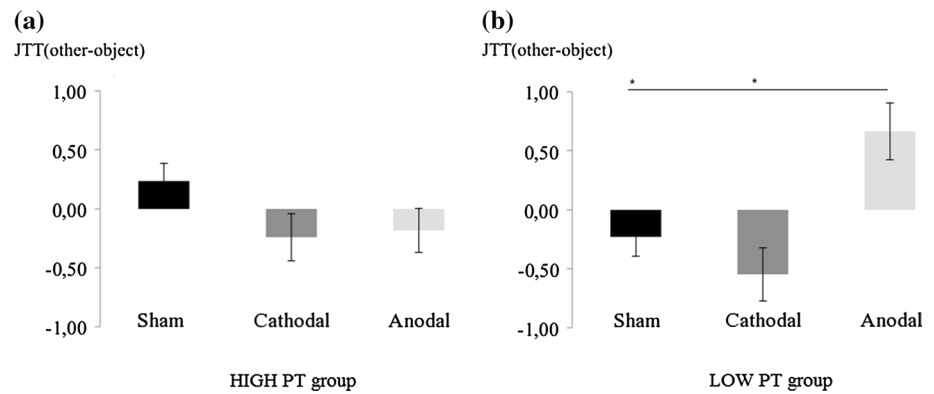 (a)
JTT(other-object)
1,00
0,50
0,00
-0,50
-1,00
Sham Cathodal Anodal
HIGH PT group
(b)
JTT(other-object)
* *
1,00
0,50
0,00
-0,50
-1,00
Sham Cathodal Anodal
LOW PT group